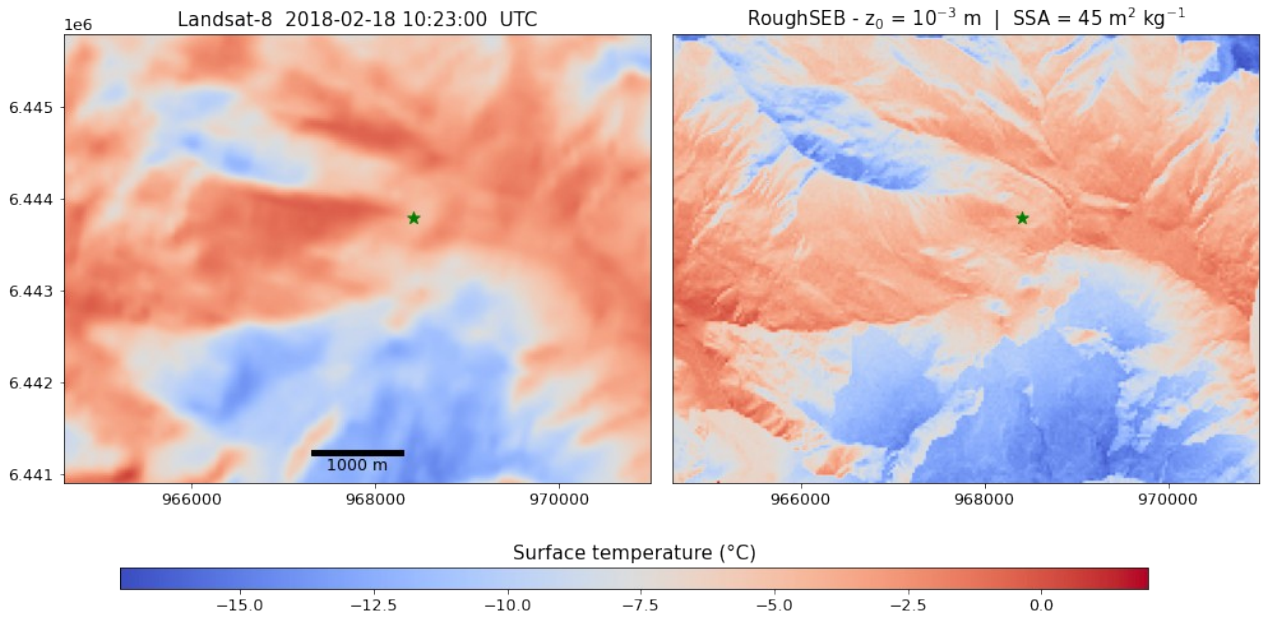 Landsat-8 2018-02-18 10:23:00 UTC
RoughSEB - z₀ = 10⁻³ m | SSA = 45 m² kg⁻¹
1e6
6.445
6.444
6.443
6.442
6.441
1000 m
966000 968000 970000
966000 968000 970000
Surface temperature (°C)
−15.0 −12.5 −10.0 −7.5 −5.0 −2.5 0.0